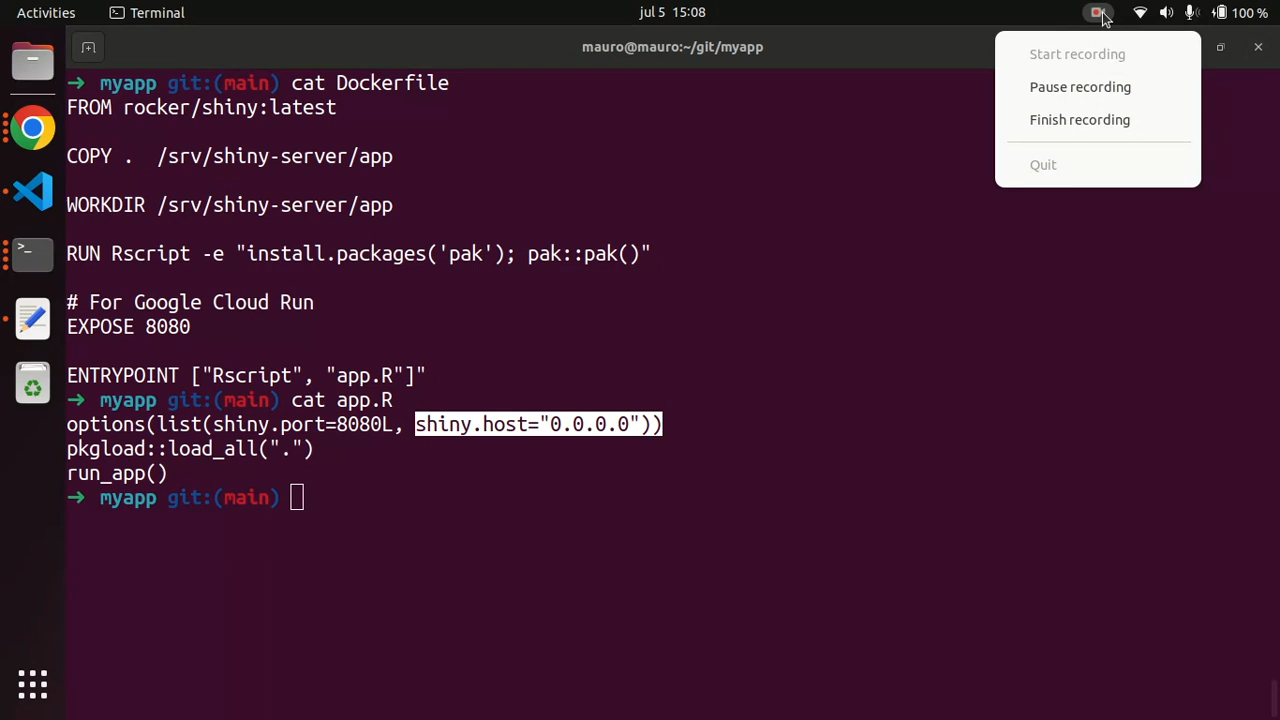 Activities
Terminal
jul 5 15:08
100 %
mauro@mauro:~/git/myapp
Start recording
Pause recording
Finish recording
Quit
→ myapp git:(main) cat Dockerfile
FROM rocker/shiny:latest
COPY . /srv/shiny-server/app
WORKDIR /srv/shiny-server/app
RUN Rscript -e "install.packages('pak'); pak::pak()"
# For Google Cloud Run
EXPOSE 8080
ENTRYPOINT ["Rscript", "app.R"]"
→ myapp git:(main) cat app.R
options(list(shiny.port=8080L, shiny.host="0.0.0.0"))
pkgload::load_all(".")
run_app()
→ myapp git:(main)